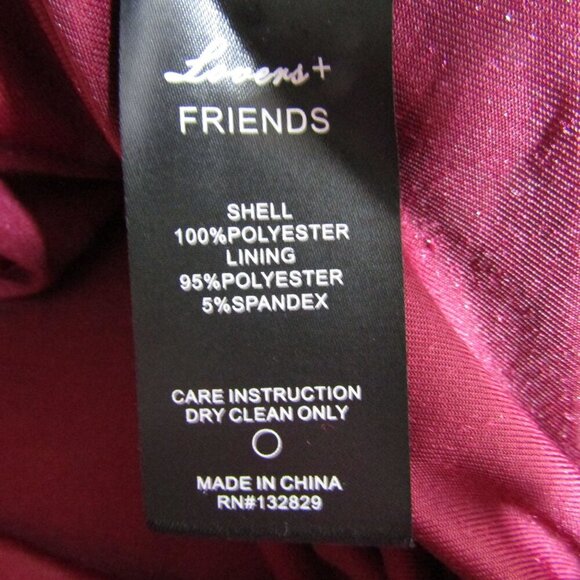 Lovers+
FRIENDS
SHELL
100%POLYESTER
LINING
95%POLYESTER
5%SPANDEX
CARE INSTRUCTION
DRY CLEAN ONLY
MADE IN CHINA
RN#132829